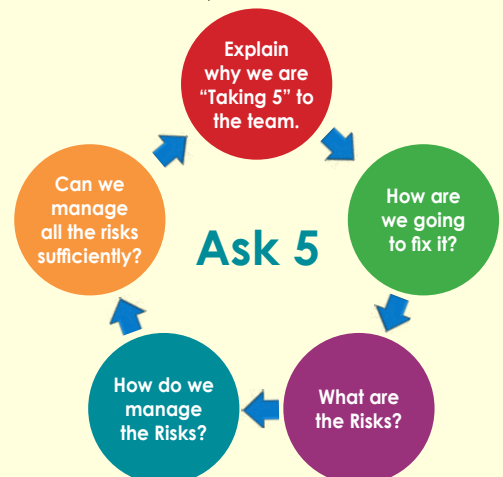 Explain
why we are
“Taking 5” to
the team.
How are
we going
to fix it?
What are
the Risks?
How do we
manage
the Risks?
Can we
manage
all the risks
sufficiently?
Ask 5